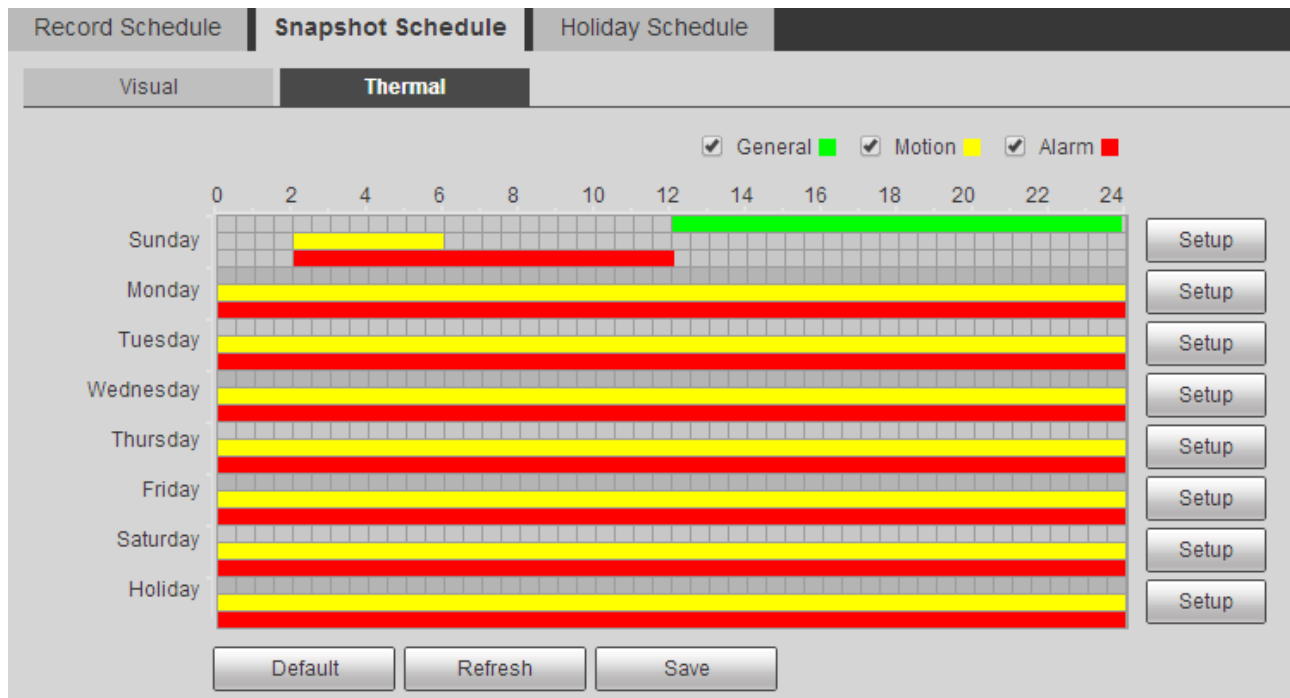 Record Schedule Snapshot Schedule Holiday Schedule
Visual Thermal
General Motion Alarm
0 2 4 6 8 10 12 14 16 18 20 22 24
Sunday Setup
Monday Setup
Tuesday Setup
Wednesday Setup
Thursday Setup
Friday Setup
Saturday Setup
Holiday Setup
Default Refresh Save